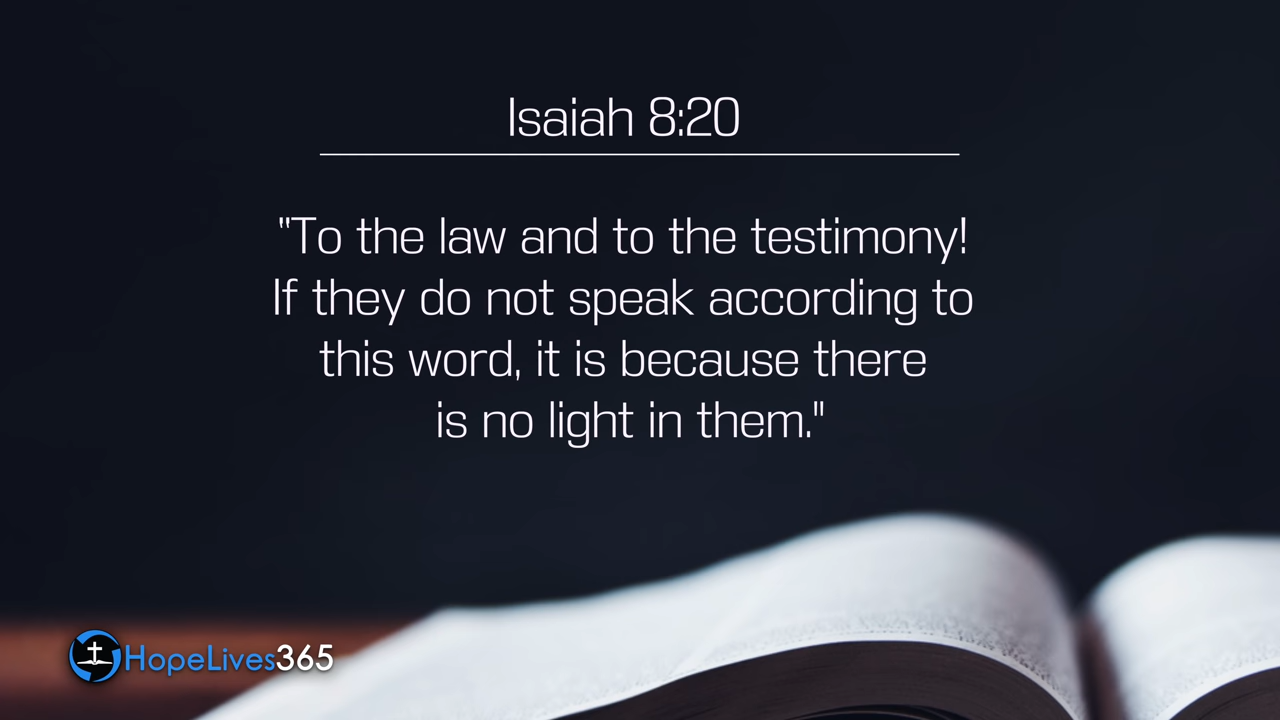 Isaiah 8:20
"To the law and to the testimony!
If they do not speak according to
this word, it is because there
is no light in them."
HopeLives365